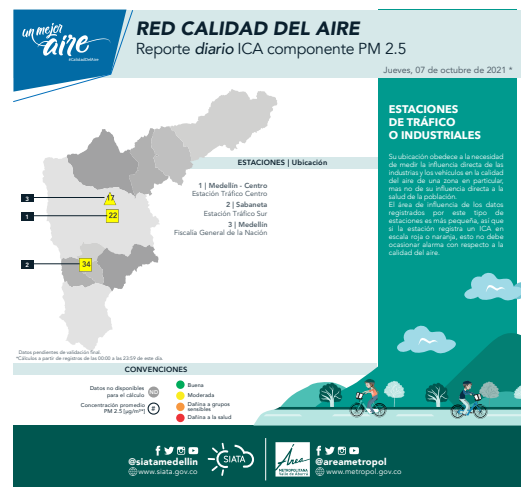 un mejor
aire
#CalidadDelAire
RED CALIDAD DEL AIRE
Reporte diario ICA componente PM 2.5
Jueves, 07 de octubre de 2021 *
3
17
1
22
2
34
ESTACIONES | Ubicación
1 | Medellín - Centro
Estación Tráfico Centro
2 | Sabaneta
Estación Tráfico Sur
3 | Medellín
Fiscalía General de la Nación
ESTACIONES
DE TRÁFICO
O INDUSTRIALES
Su ubicación obedece a la necesidad
de medir la influencia directa de las
industrias y los vehículos en la calidad
del aire de una zona en particular,
mas no de su influencia directa a la
salud de la población.
El área de influencia de los datos
registrados por este tipo de
estaciones es más pequeña, así que
si la estación registra un ICA en
escala roja o naranja, esto no debe
ocasionar alarma con respecto a la
calidad del aire.
Datos pendientes de validación final
*Cálculos a partir de registros de las 00:00 a las 23:59 de este día.
CONVENCIONES
Datos no disponibles
para el cálculo
Concentración promedio
PM 2.5 [µg/m³]
#
Buena
Moderada
Dañina a grupos
sensibles
Dañina a la salud
@siatamedellin
www.siata.gov.co
SIATA
Área
METROPOLITANA
Valle de Aburrá
@areametropol
www.metropol.gov.co